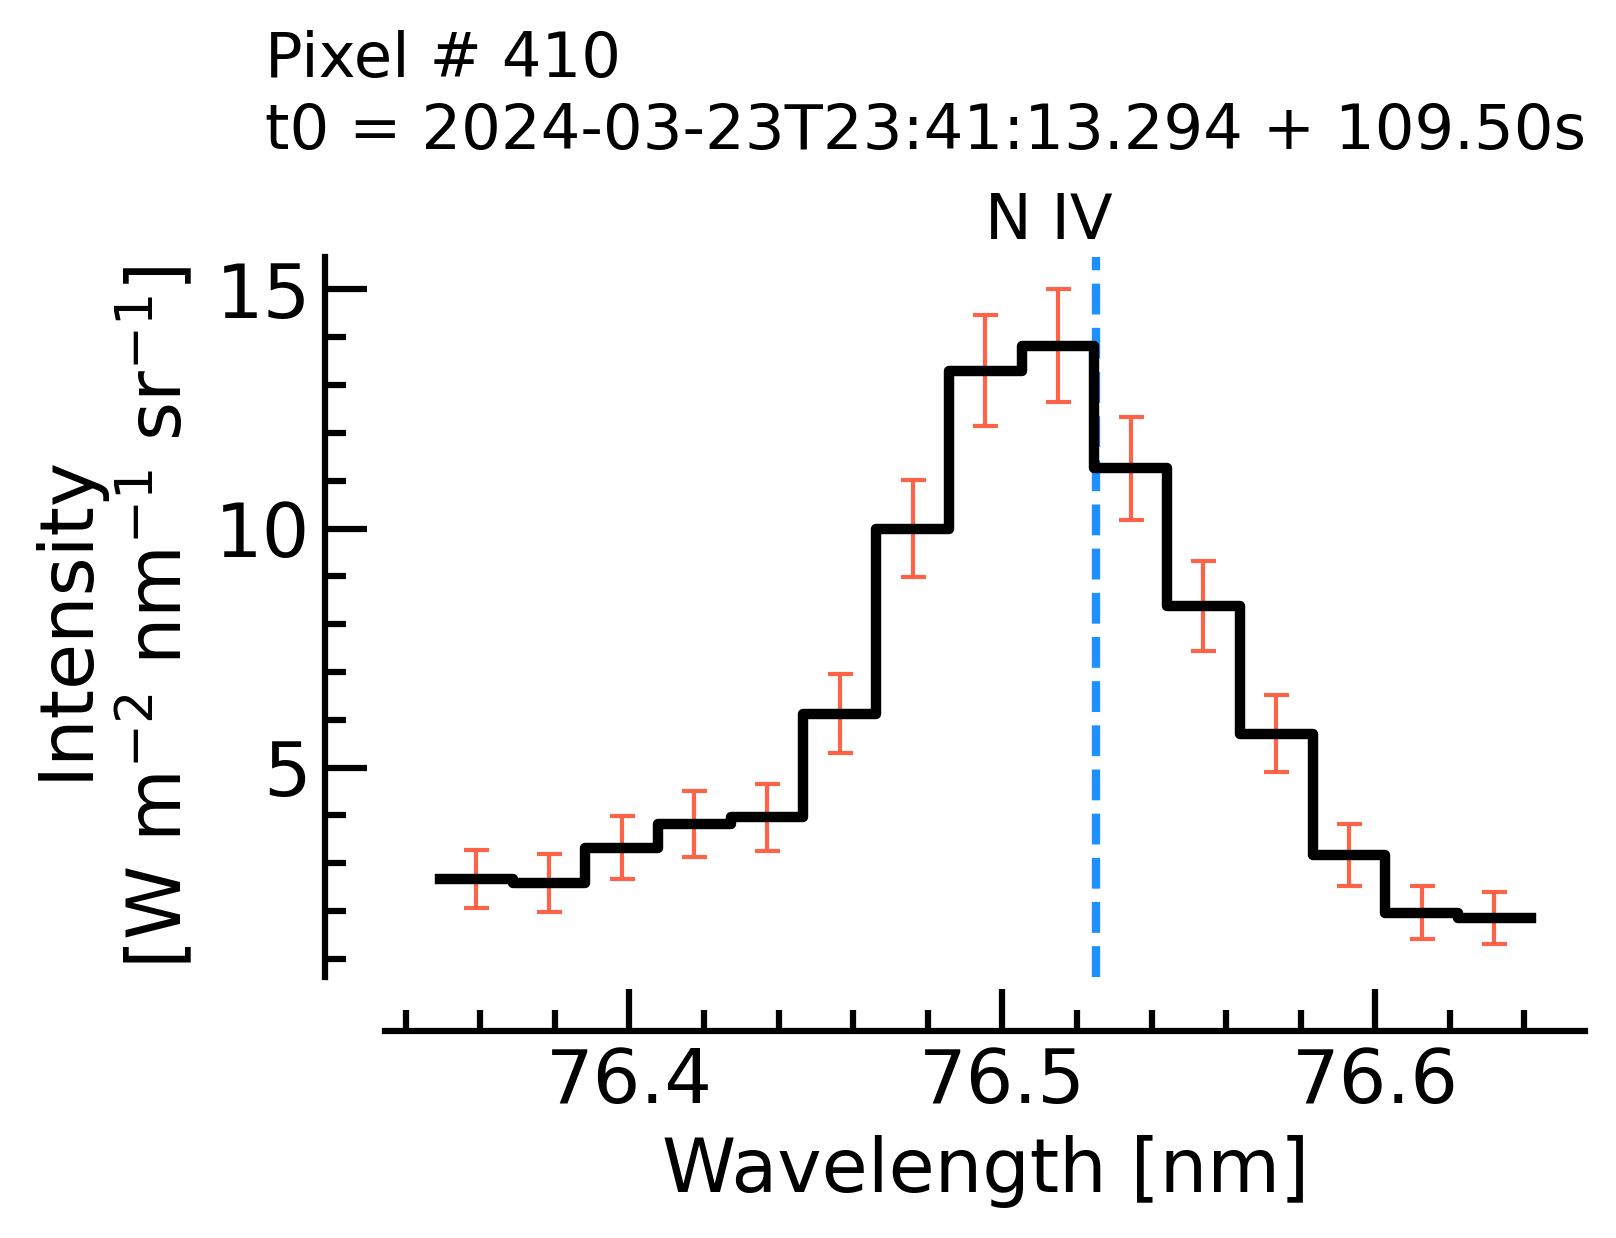 Pixel # 410
t0 = 2024-03-23T23:41:13.294 + 109.50s
N IV
Intensity
[W m⁻² nm⁻¹ sr⁻¹]
15
10
5
76.4 76.5 76.6
Wavelength [nm]